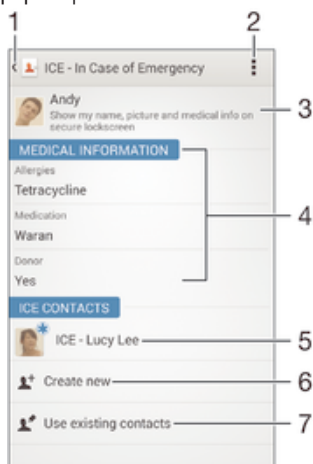 1
2
ICE - In Case of Emergency
Andy
Show my name, picture and medical info on
secure lockscreen
3
MEDICAL INFORMATION
Allergies
Tetracycline
Medication
Waran
4
Donor
Yes
ICE CONTACTS
ICE - Lucy Lee
5
Create new
6
Use existing contacts
7